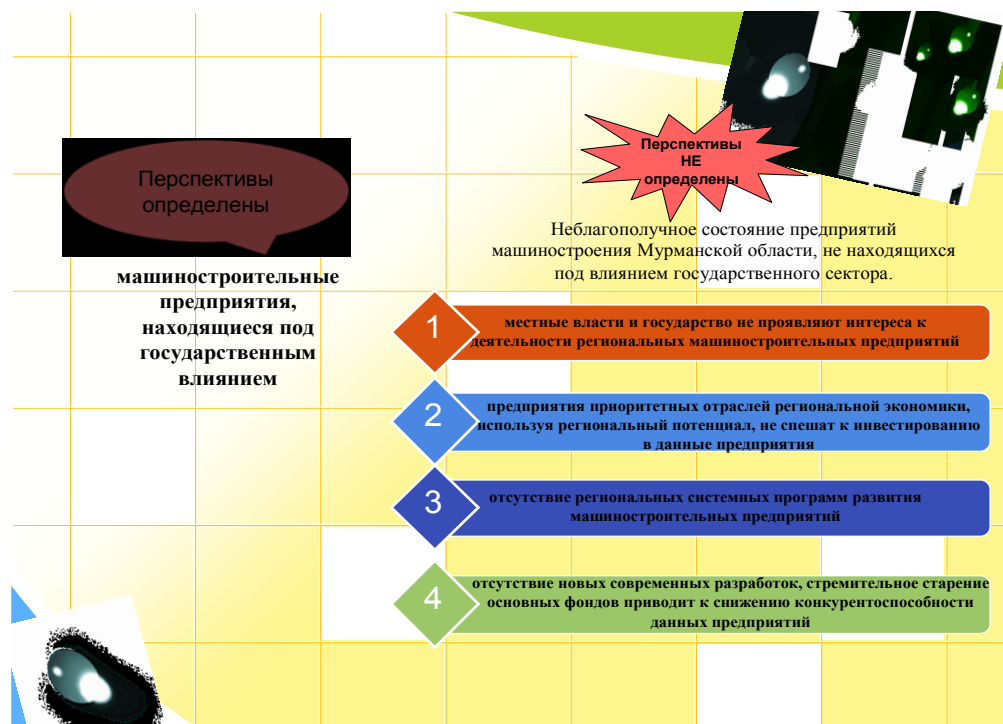 Перспективы
определены
машиностроительные
предприятия,
находящиеся под
государственным
влиянием
Перспективы
НЕ
определены
Неблагополучное состояние предприятий
машиностроения Мурманской области, не находящихся
под влиянием государственного сектора.
1
местные власти и государство не проявляют интереса к
деятельности региональных машиностроительных предприятий
2
предприятия приоритетных отраслей региональной экономики,
используя региональный потенциал, не спешат к инвестированию
в данные предприятия
3
отсутствие региональных системных программ развития
машиностроительных предприятий
4
отсутствие новых современных разработок, стремительное старение
основных фондов приводит к снижению конкурентоспособности
данных предприятий